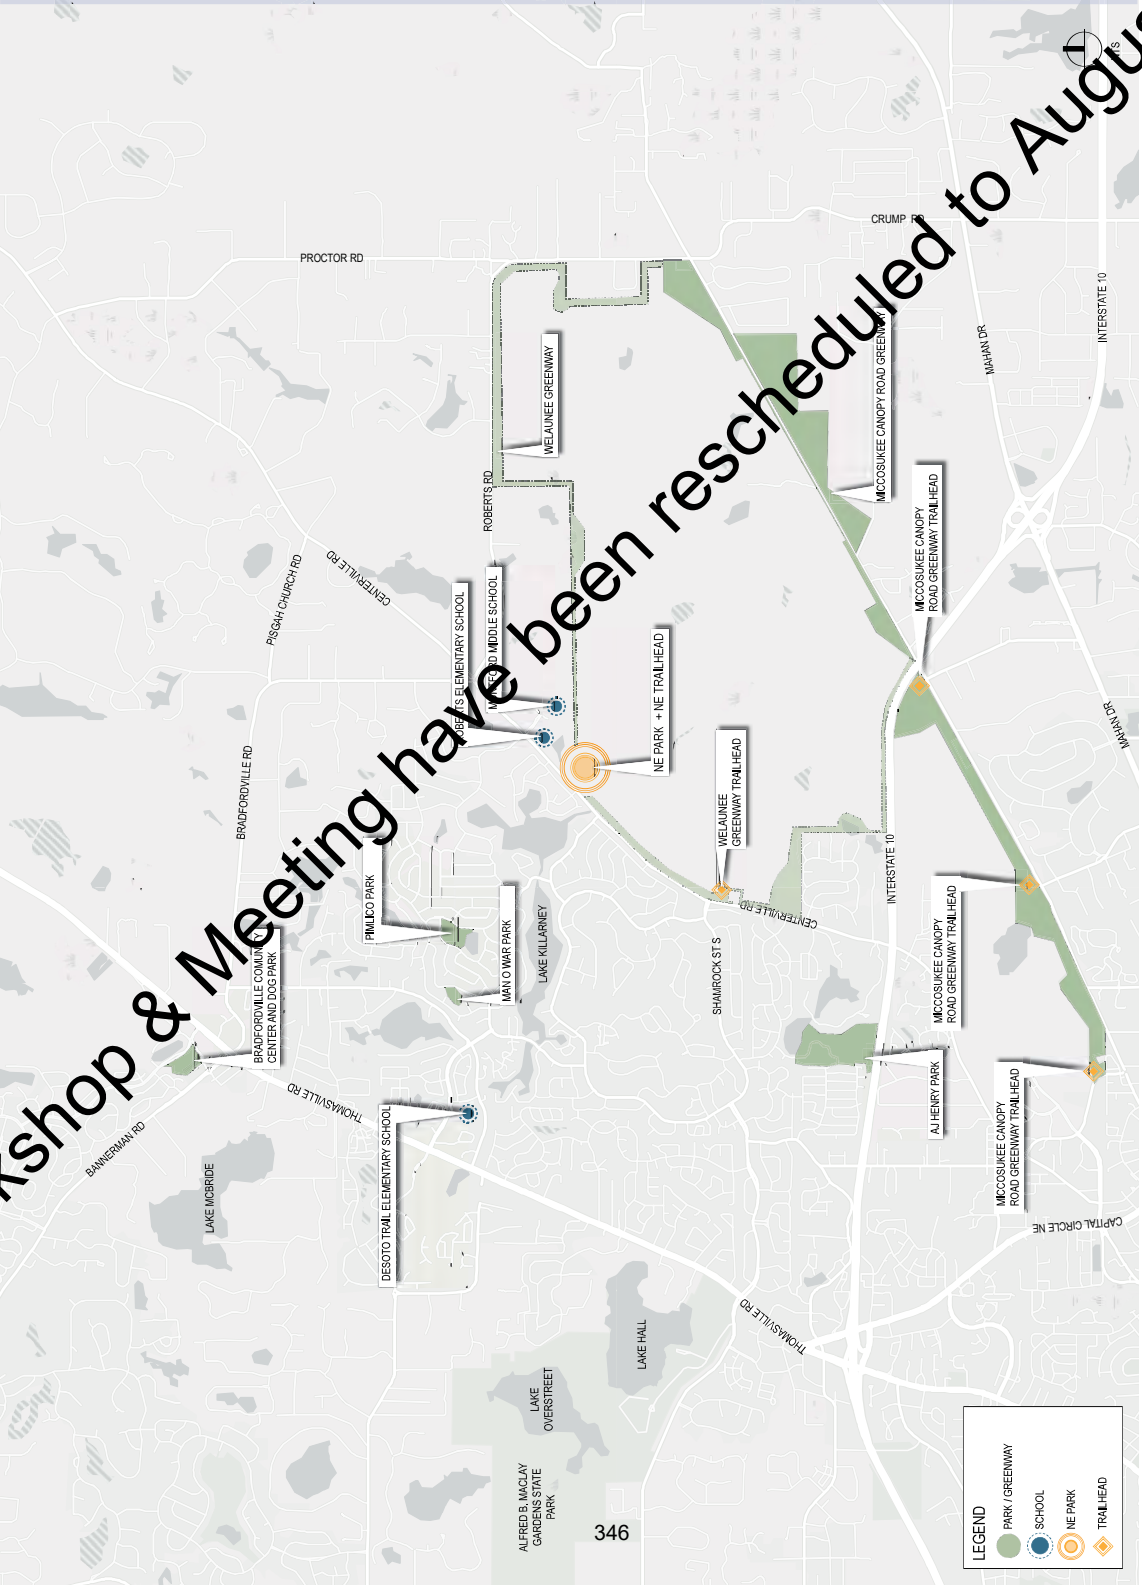 kshop & Meeting have been rescheduled to Augus
PROCTOR RD
CRUMP RD
INTERSTATE 10
MAHAN DR
WELAUNEE GREENWAY
ROBERTS RD
MICCOSUKEE CANOPY ROAD GREENWAY
MICCOSUKEE CANOPY
ROAD GREENWAY TRAILHEAD
CENTERVILLE RD
PISGAH CHURCH RD
ROBERTS ELEMENTARY SCHOOL
MIDDLE SCHOOL
NE PARK + NE TRAILHEAD
MAHAN DR
BRADFORDVILLE RD
WELAUNEE
GREENWAY TRAILHEAD
PIMLICO PARK
MAN O WAR PARK
LAKE KILLARNEY
CENTERVILLE RD
INTERSTATE 10
SHAMROCK ST S
MICCOSUKEE CANOPY
ROAD GREENWAY TRAILHEAD
BRADFORDVILLE COMUNITY
CENTER AND DOG PARK
AJ HENRY PARK
MICCOSUKEE CANOPY
ROAD GREENWAY TRAILHEAD
THOMASVILLE RD
BANNERMAN RD
LAKE MCBRIDE
DESOTO TRAIL ELEMENTARY SCHOOL
CAPITAL CIRCLE NE
THOMASVILLE RD
LAKE HALL
LAKE
OVERSTREET
ALFRED B. MACLAY
GARDENS STATE
PARK
346
LEGEND
PARK / GREENWAY
SCHOOL
NE PARK
TRAILHEAD